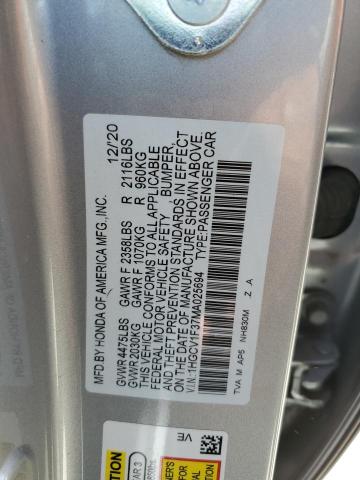 MFD.BY HONDA OF AMERICA MFG.,INC. 12/20
GVWR 4475LBS GAWR F 2358LBS R 2116LBS
GVWR 2030KG GAWR F 1070KG R 960KG
THIS VEHICLE CONFORMS TO ALL APPLICABLE
FEDERAL MOTOR VEHICLE SAFETY, BUMPER,
AND THEFT PREVENTION STANDARDS IN EFFECT
ON THE DATE OF MANUFACTURE SHOWN ABOVE.
V.I.N.:1HGCV1F37MA025694 TYPE:PASSENGER CAR
TVA M AP5 NH830M Z A
VE